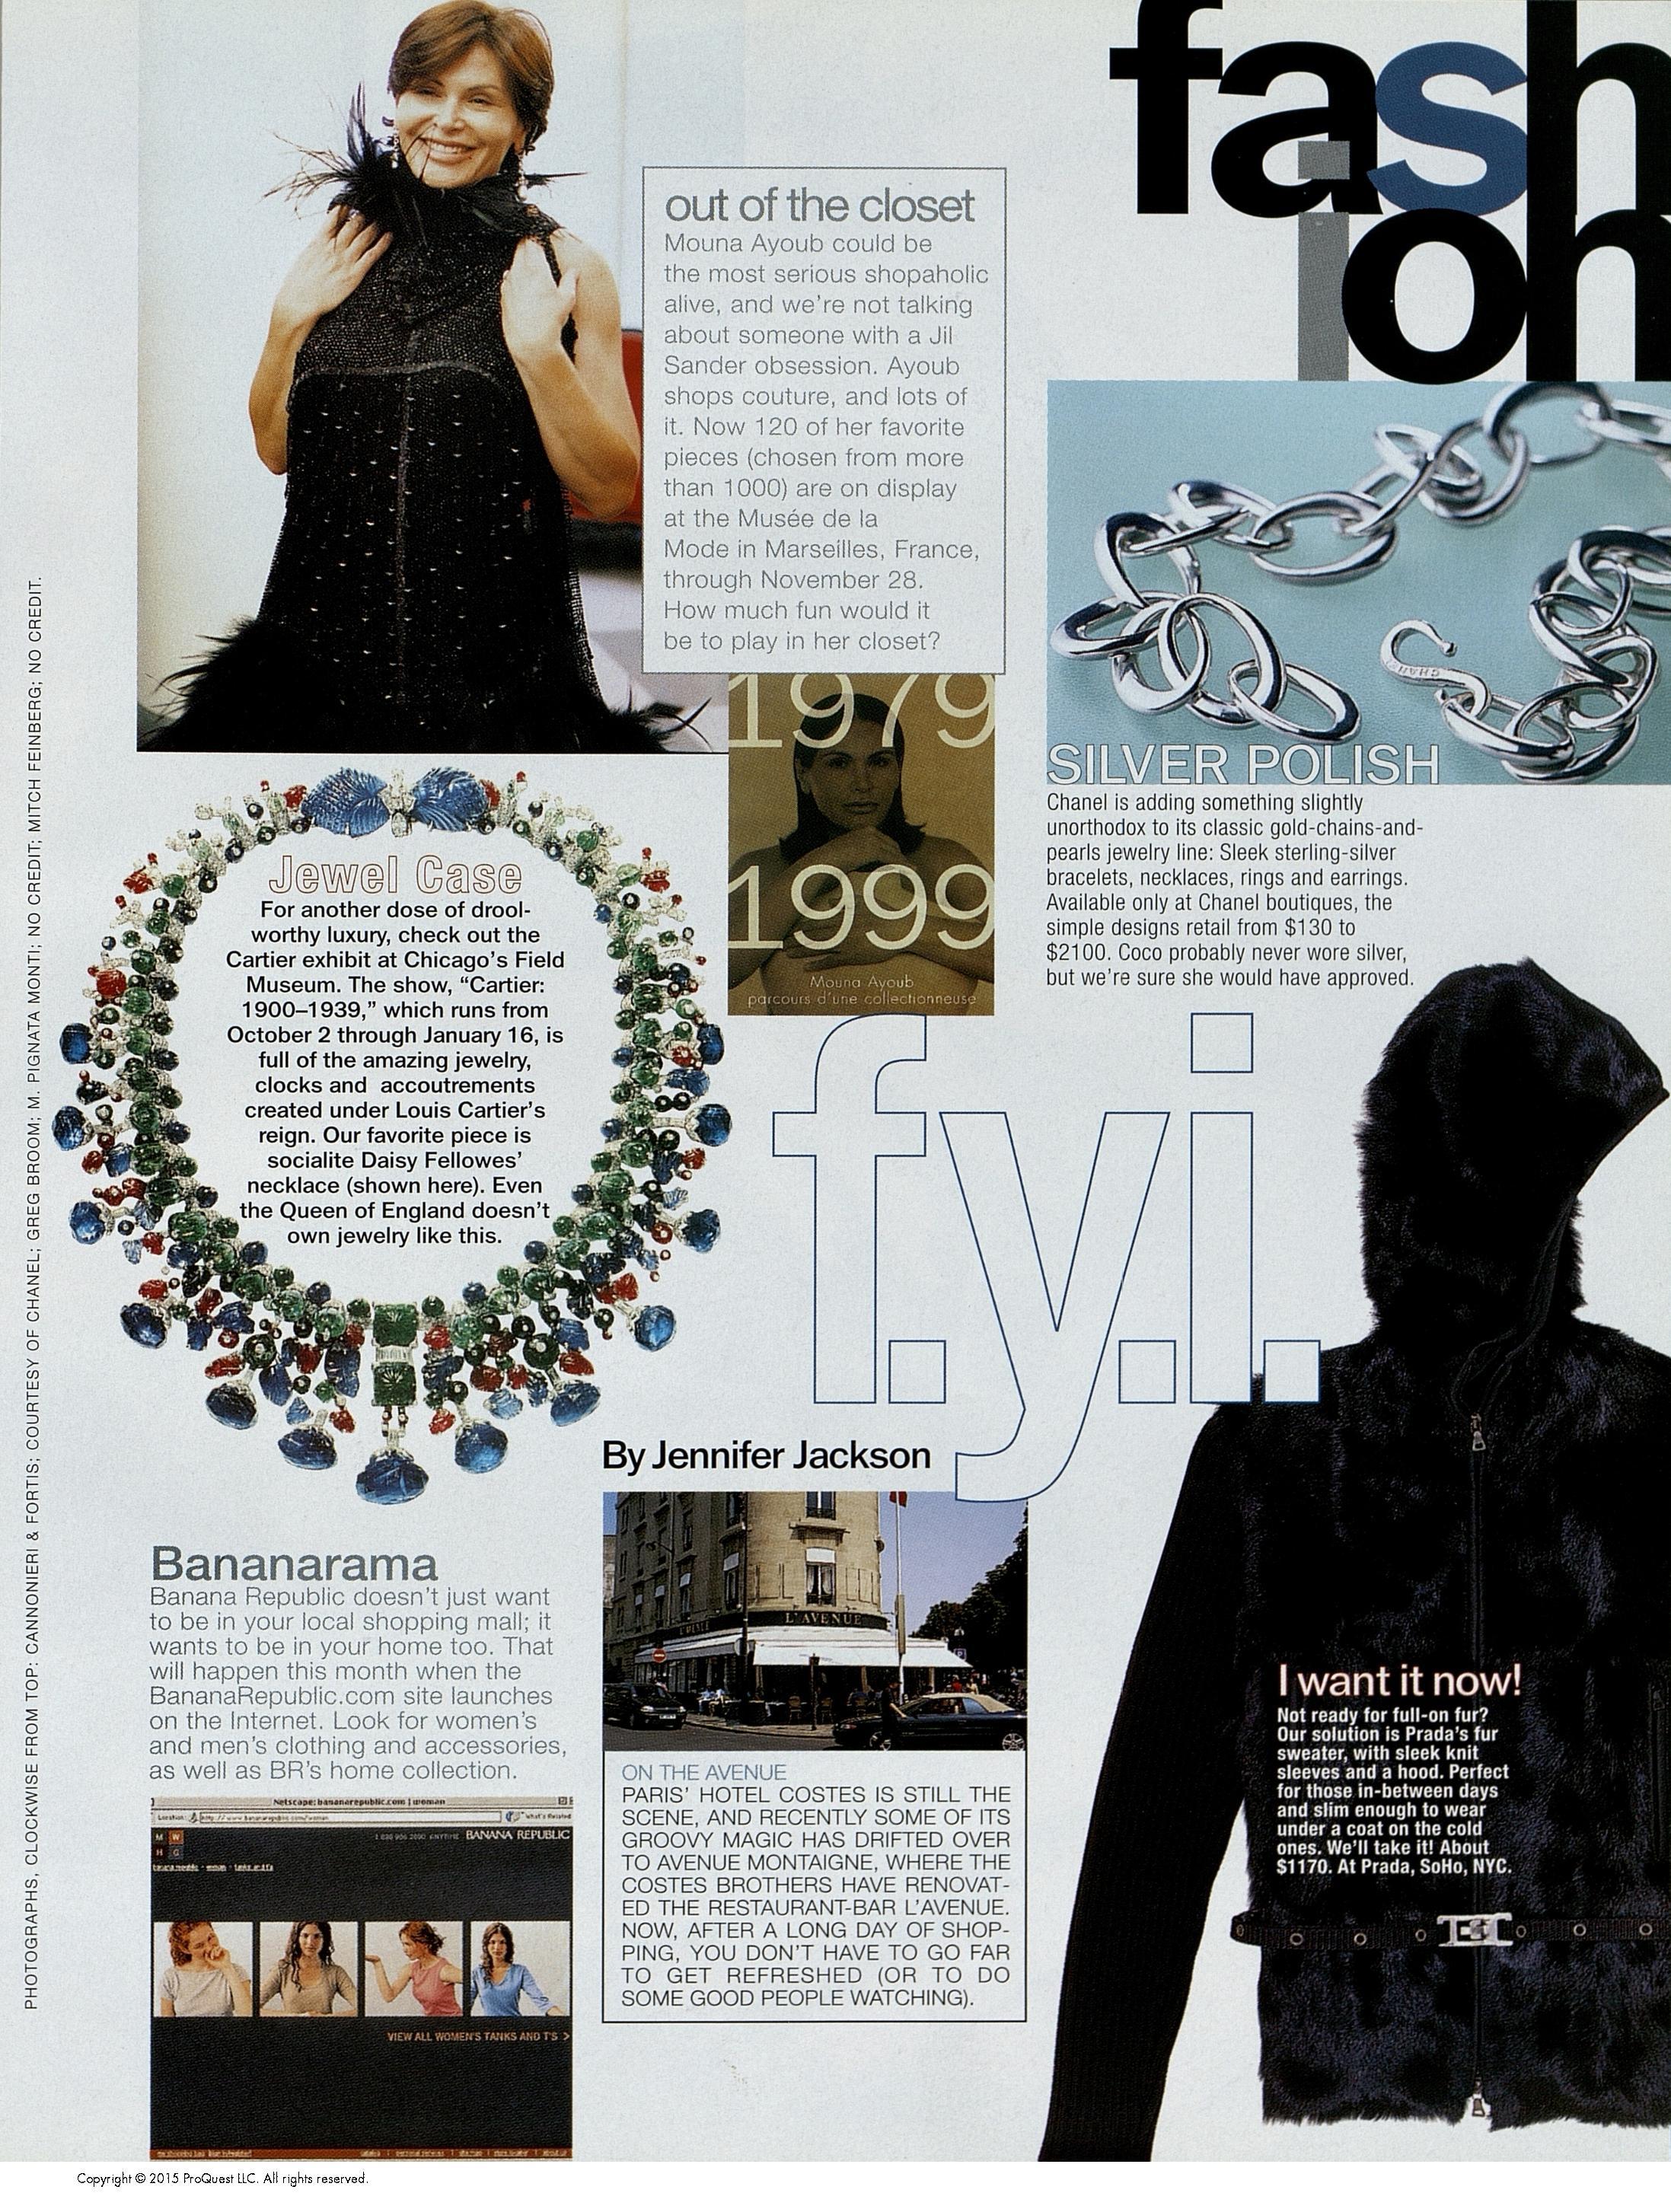 fash
ion
out of the closet
Mouna Ayoub could be
the most serious shopaholic
alive, and we're not talking
about someone with a Jil
Sander obsession. Ayoub
shops couture, and lots of
it. Now 120 of her favorite
pieces (chosen from more
than 1000) are on display
at the Musée de la
Mode in Marseilles, France,
through November 28.
How much fun would it
be to play in her closet?
1979
1999
Mouna Ayoub
parcours d'une collectionneuse
CHANEL
SILVER POLISH
Chanel is adding something slightly
unorthodox to its classic gold-chains-and-
pearls jewelry line: Sleek sterling-silver
bracelets, necklaces, rings and earrings.
Available only at Chanel boutiques, the
simple designs retail from $130 to
$2100. Coco probably never wore silver,
but we're sure she would have approved.
Jewel Case
For another dose of drool-
worthy luxury, check out the
Cartier exhibit at Chicago's Field
Museum. The show, “Cartier:
1900–1939,” which runs from
October 2 through January 16, is
full of the amazing jewelry,
clocks and accoutrements
created under Louis Cartier's
reign. Our favorite piece is
socialite Daisy Fellowes'
necklace (shown here). Even
the Queen of England doesn't
own jewelry like this.
f.y.i.
By Jennifer Jackson
Bananarama
Banana Republic doesn't just want
to be in your local shopping mall; it
wants to be in your home too. That
will happen this month when the
BananaRepublic.com site launches
on the Internet. Look for women's
and men's clothing and accessories,
as well as BR's home collection.
Netscape: bananarepublic.com | woman
Location: http://www.bananarepublic.com/woman What's Related
M W
H G
1 888 906 2800 ANYTIME BANANA REPUBLIC
VIEW ALL WOMEN'S TANKS AND T'S >
L'AVENUE
ON THE AVENUE
PARIS' HOTEL COSTES IS STILL THE
SCENE, AND RECENTLY SOME OF ITS
GROOVY MAGIC HAS DRIFTED OVER
TO AVENUE MONTAIGNE, WHERE THE
COSTES BROTHERS HAVE RENOVAT-
ED THE RESTAURANT-BAR L'AVENUE.
NOW, AFTER A LONG DAY OF SHOP-
PING, YOU DON'T HAVE TO GO FAR
TO GET REFRESHED (OR TO DO
SOME GOOD PEOPLE WATCHING).
I want it now!
Not ready for full-on fur?
Our solution is Prada's fur
sweater, with sleek knit
sleeves and a hood. Perfect
for those in-between days
and slim enough to wear
under a coat on the cold
ones. We'll take it! About
$1170. At Prada, SoHo, NYC.
PHOTOGRAPHS, CLOCKWISE FROM TOP: CANNONIERI & FORTIS; COURTESY OF CHANEL; GREG BROOM; M. PIGNATA MONTI; NO CREDIT; MITCH FEINBERG; NO CREDIT.
Copyright © 2015 ProQuest LLC. All rights reserved.